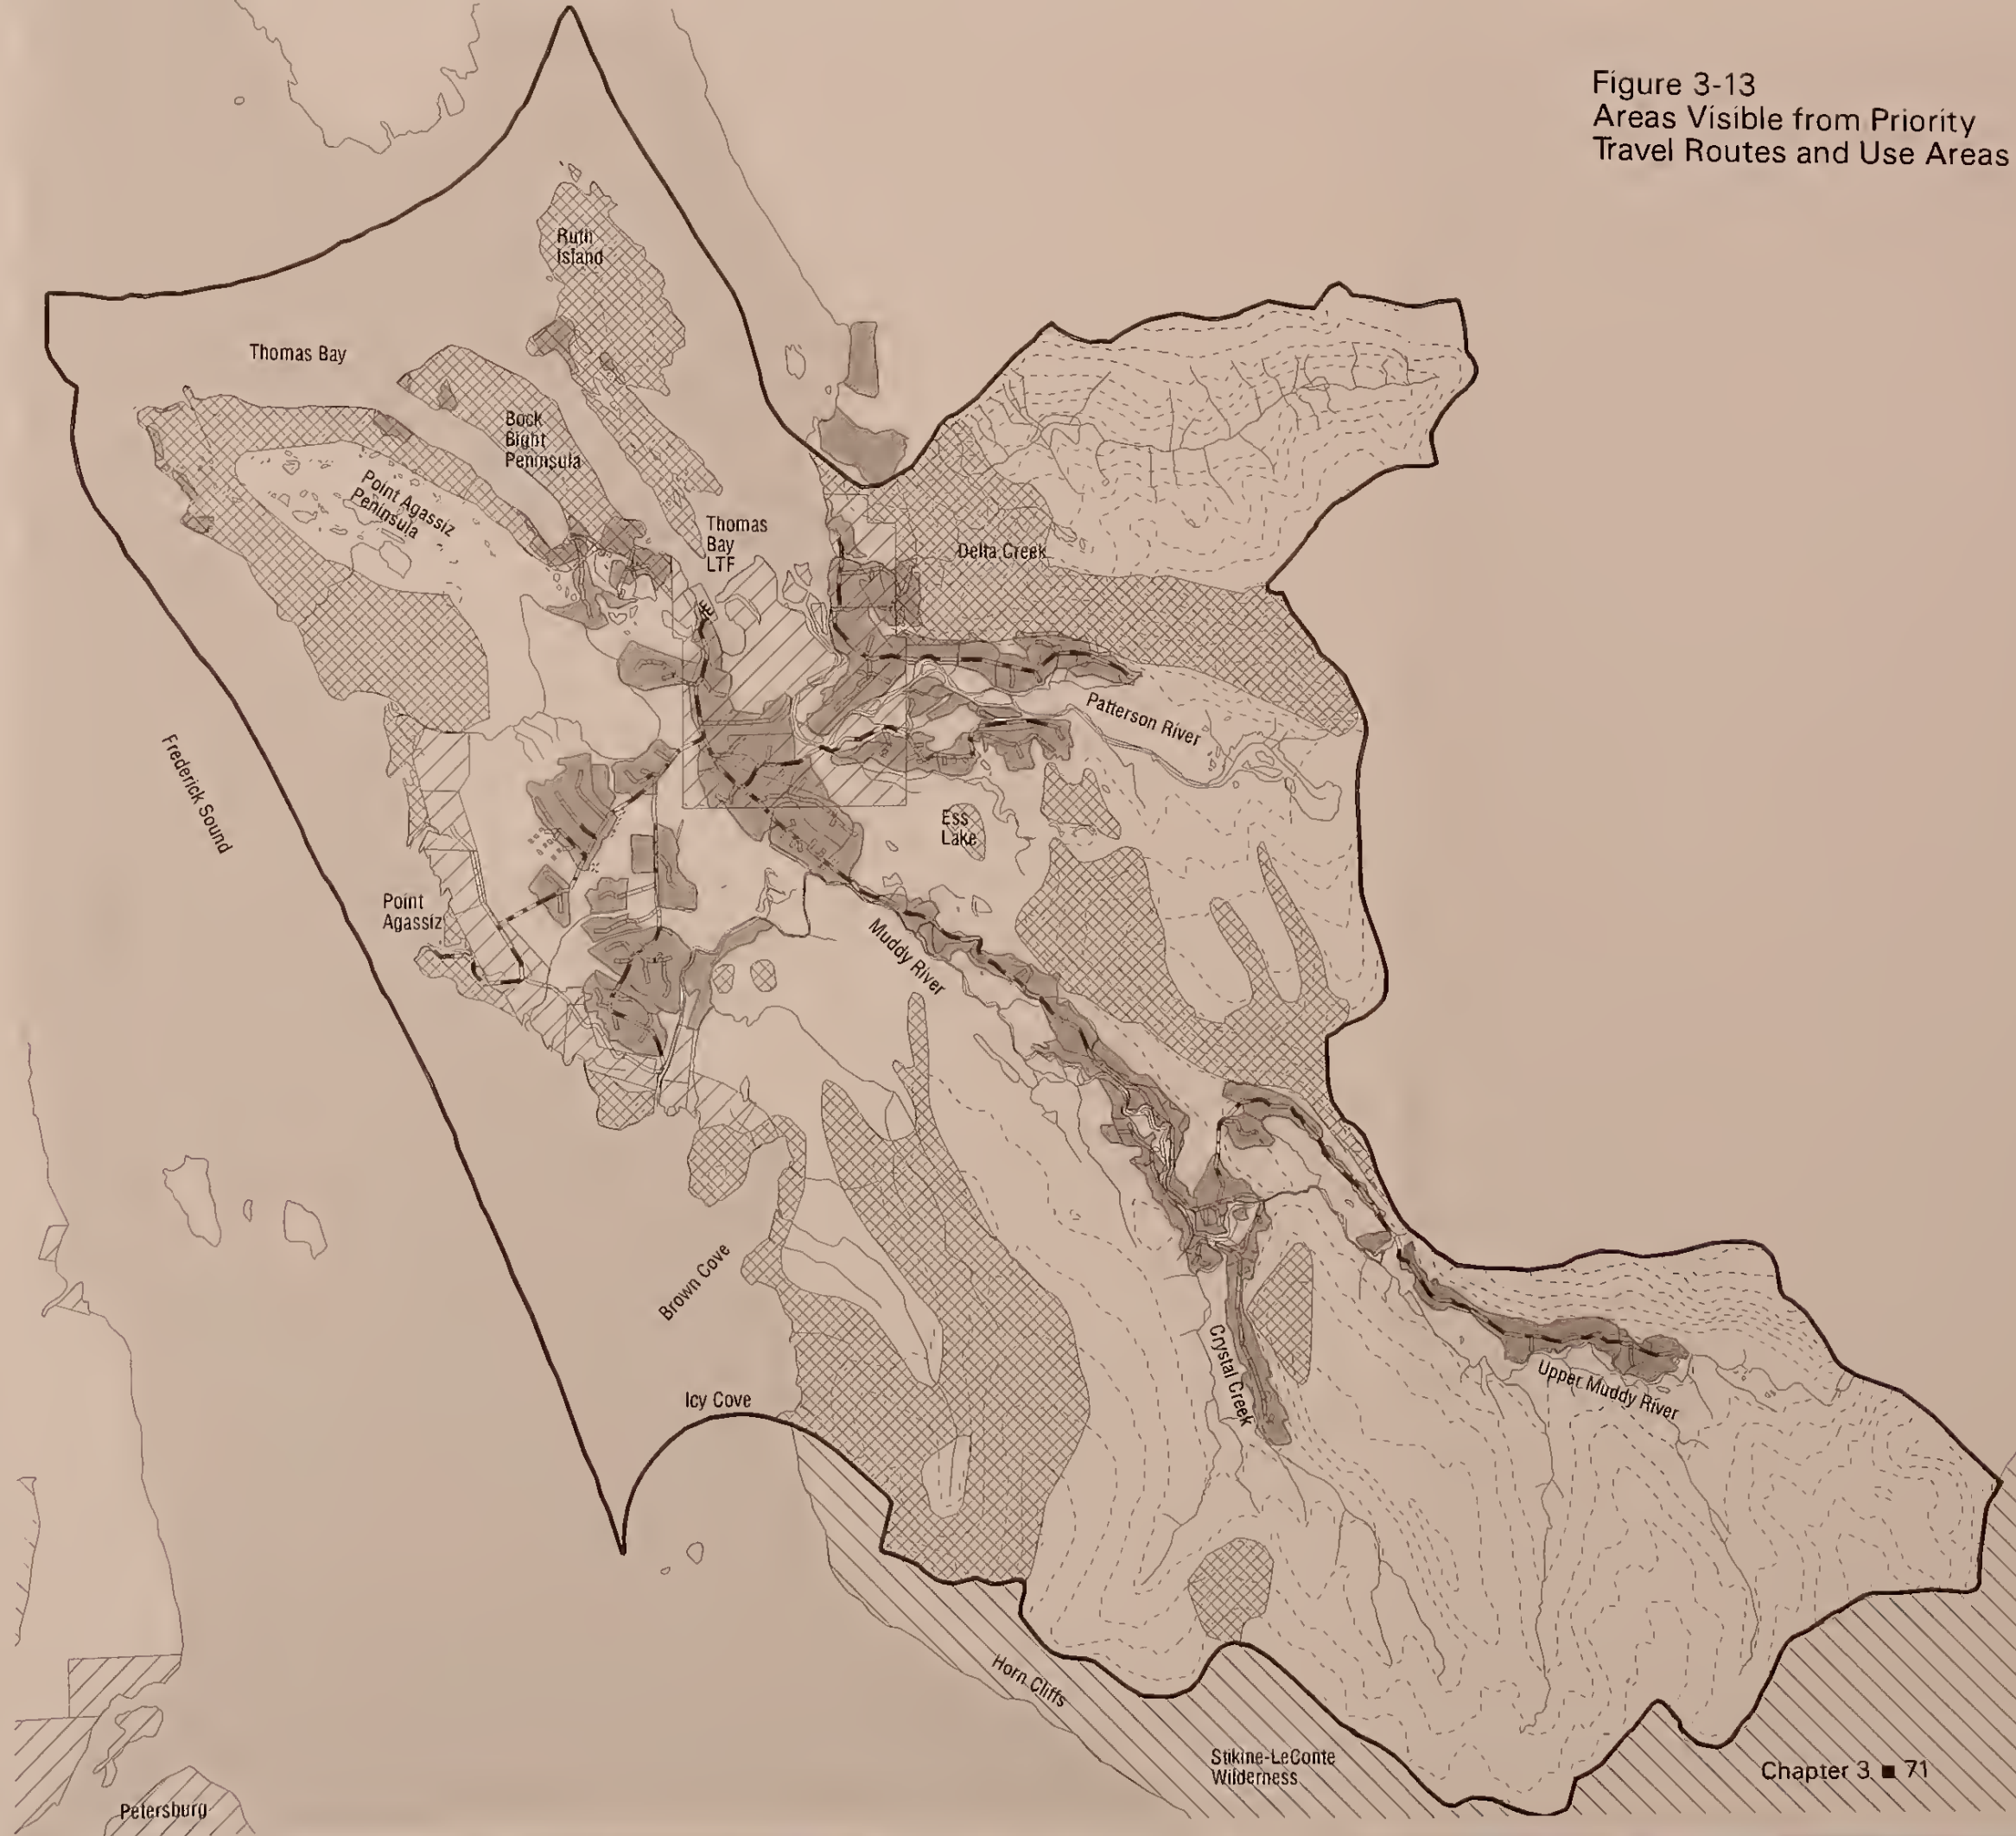 Figure 3-13
Areas Visible from Priority
Travel Routes and Use Areas
Ruth
Island
Thomas Bay
Bock
Bight
Peninsula
Point Agassiz
Peninsula
Thomas
Bay
LTF
Delta Creek
Patterson River
Frederick Sound
Ess
Lake
Point
Agassiz
Muddy River
Brown Cove
Crystal Creek
Upper Muddy River
Icy Cove
Horn Cliffs
Stikine-LeConte
Wilderness
Chapter 3 ■ 71
Petersburg